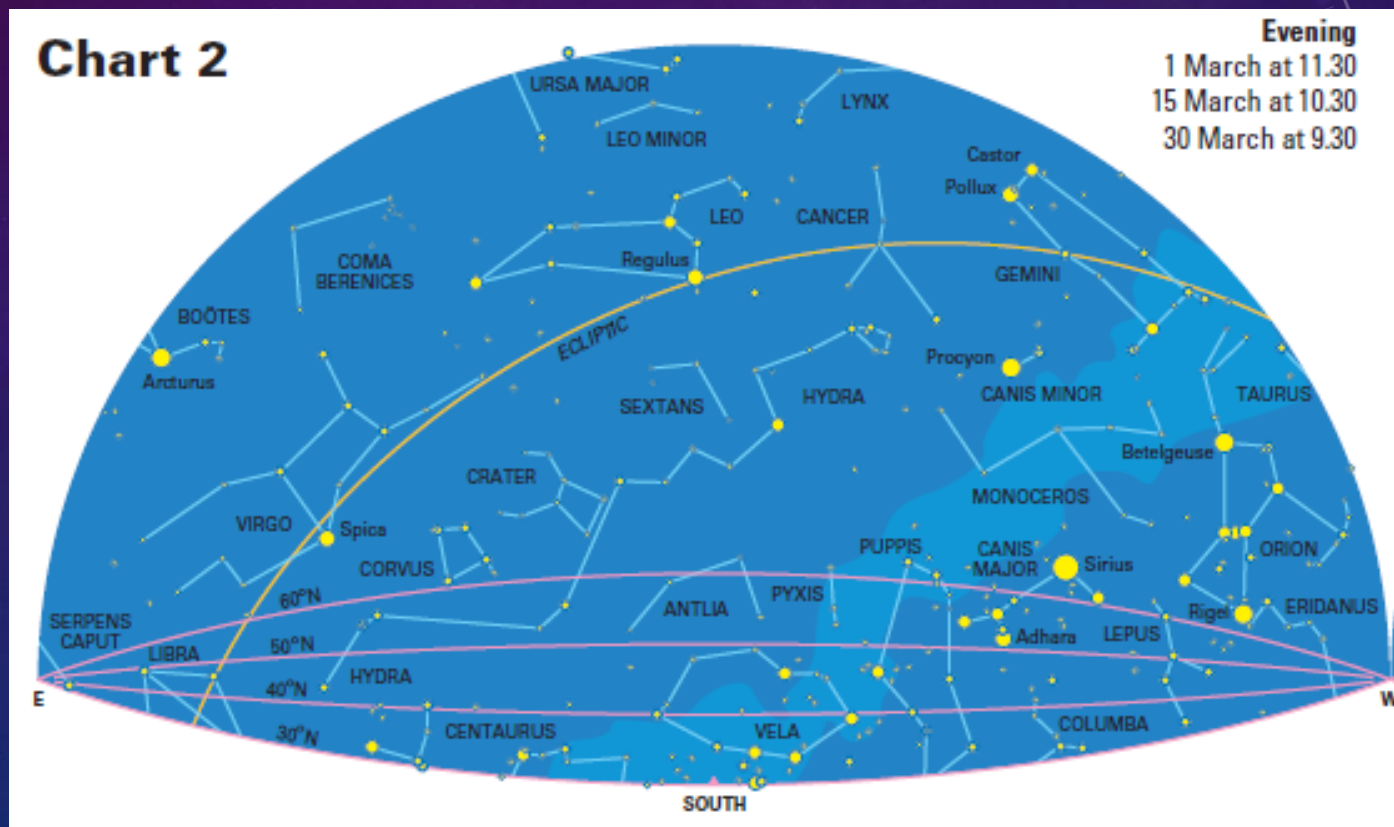 Chart 2
Evening
1 March at 11.30
15 March at 10.30
30 March at 9.30
URSA MAJOR
LYNX
LEO MINOR
Castor
Pollux
LEO
CANCER
COMA
BERENICES
Regulus
GEMINI
BOÖTES
ECLIPTIC
Arcturus
Procyon
CANIS MINOR
TAURUS
SEXTANS
HYDRA
Betelgeuse
CRATER
MONOCEROS
VIRGO
Spica
CORVUS
PUPPIS
CANIS
MAJOR
Sirius
ORION
60°N
ANTLIA
PYXIS
Rigel
ERIDANUS
SERPENS
CAPUT
LIBRA
50°N
Adhara
LEPUS
HYDRA
40°N
E
W
30°N
CENTAURUS
VELA
COLUMBA
SOUTH